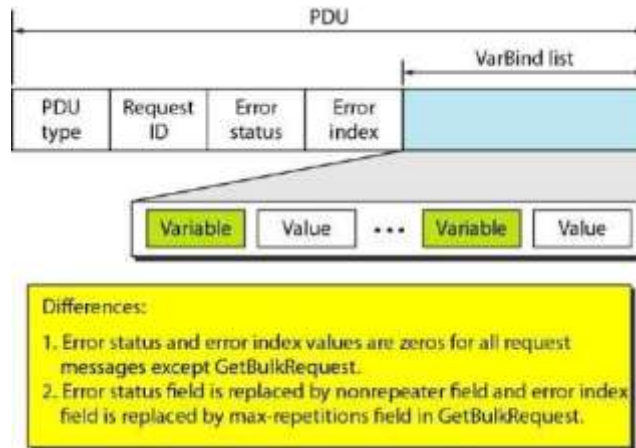 PDU
VarBind list
PDU type
Request ID
Error status
Error index
Variable Value ••• Variable Value
Differences:
1. Error status and error index values are zeros for all request
messages except GetBulkRequest.
2. Error status field is replaced by nonrepeater field and error index
field is replaced by max-repetitions field in GetBulkRequest.